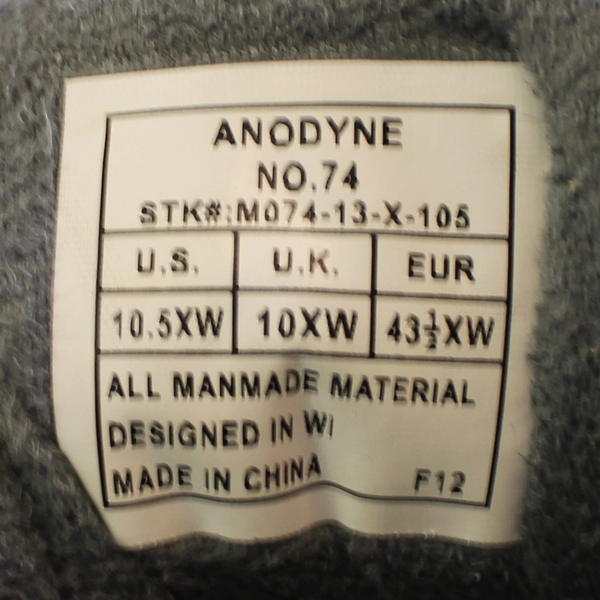 ANODYNE
NO.74
STK#:M074-13-X-105
U.S. U.K. EUR
10.5XW 10XW 43½XW
ALL MANMADE MATERIAL
DESIGNED IN WI
MADE IN CHINA F12